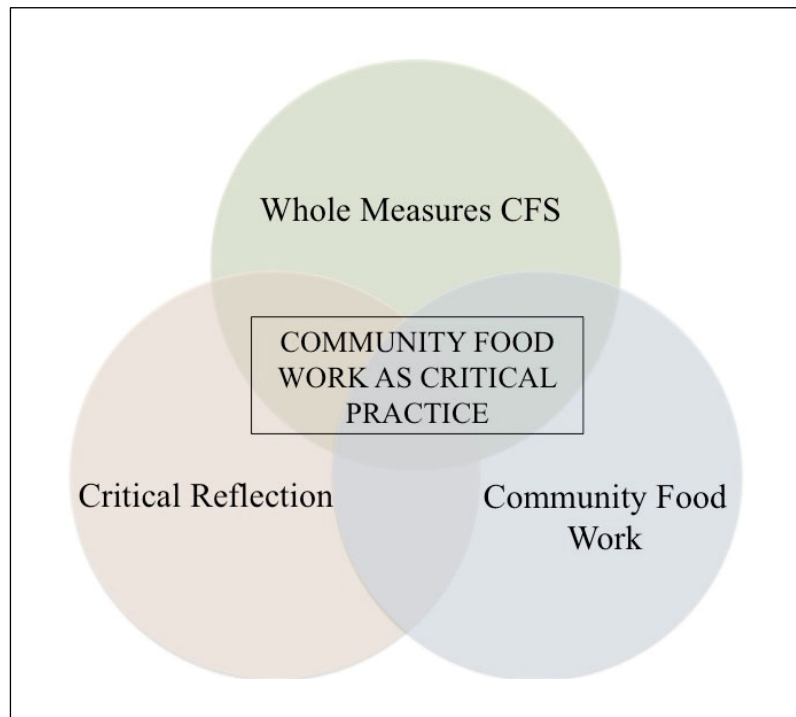 Whole Measures CFS
COMMUNITY FOOD
WORK AS CRITICAL
PRACTICE
Critical Reflection
Community Food
Work